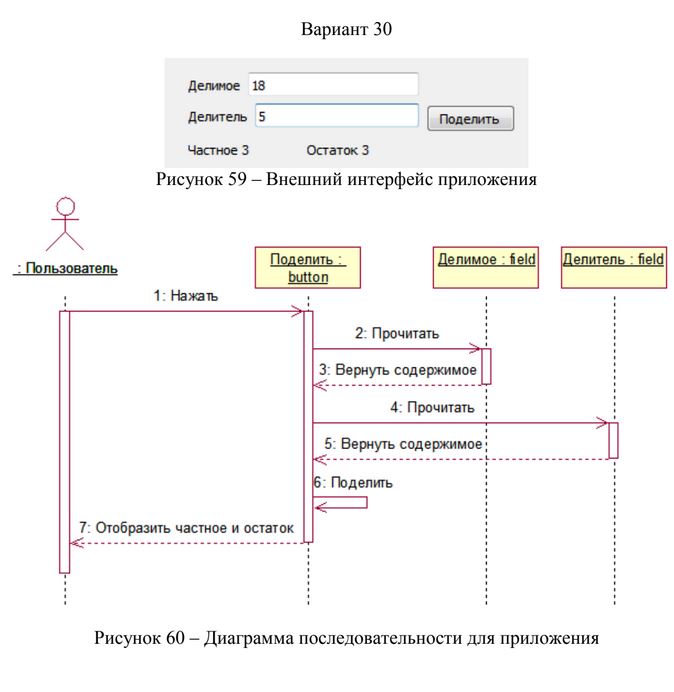 Вариант 30
Делимое 18
Делитель 5 Поделить
Частное 3 Остаток 3
Рисунок 59 – Внешний интерфейс приложения
: Пользователь
Поделить :
button
Делимое : field
Делитель : field
1: Нажать
2: Прочитать
3: Вернуть содержимое
4: Прочитать
5: Вернуть содержимое
6: Поделить
7: Отобразить частное и остаток
Рисунок 60 – Диаграмма последовательности для приложения